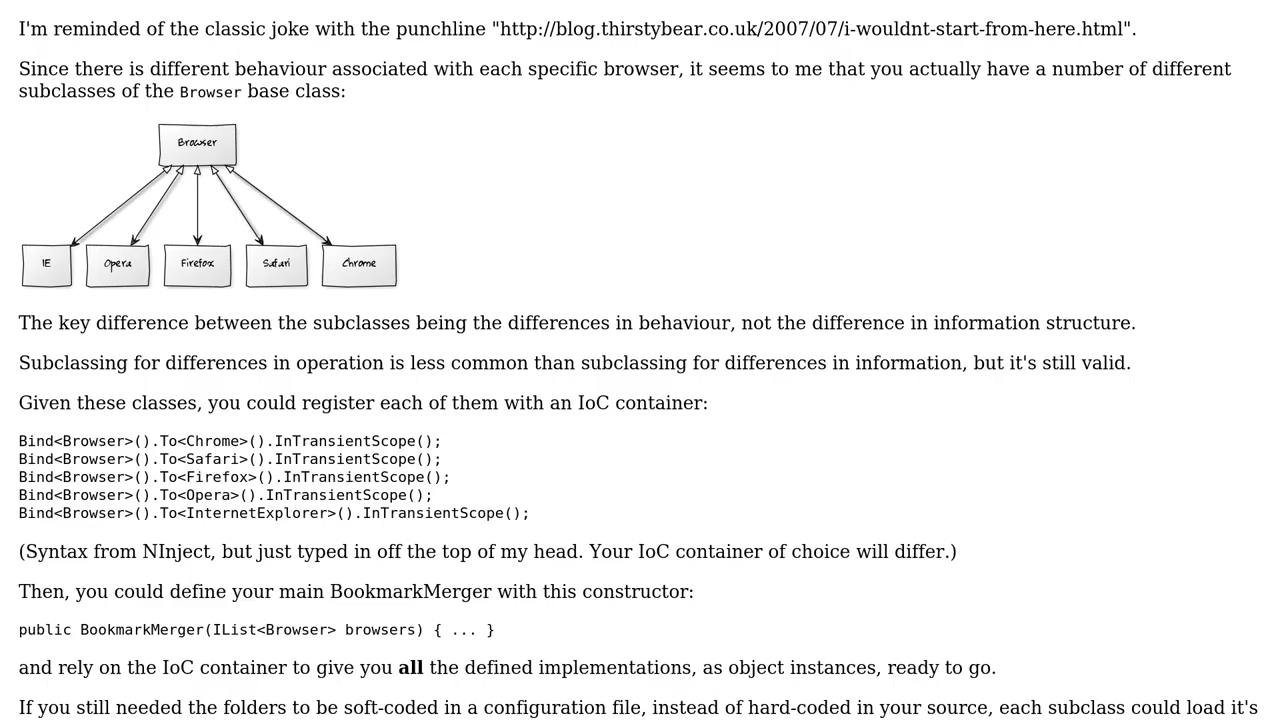 I'm reminded of the classic joke with the punchline "http://blog.thirstybear.co.uk/2007/07/i-wouldnt-start-from-here.html".
Since there is different behaviour associated with each specific browser, it seems to me that you actually have a number of different
subclasses of the Browser base class:
Browser
IE Opera Firefox Safari Chrome
The key difference between the subclasses being the differences in behaviour, not the difference in information structure.
Subclassing for differences in operation is less common than subclassing for differences in information, but it's still valid.
Given these classes, you could register each of them with an IoC container:
Bind<Browser>().To<Chrome>().InTransientScope();
Bind<Browser>().To<Safari>().InTransientScope();
Bind<Browser>().To<Firefox>().InTransientScope();
Bind<Browser>().To<Opera>().InTransientScope();
Bind<Browser>().To<InternetExplorer>().InTransientScope();
(Syntax from NInject, but just typed in off the top of my head. Your IoC container of choice will differ.)
Then, you could define your main BookmarkMerger with this constructor:
public BookmarkMerger(IList<Browser> browsers) { ... }
and rely on the IoC container to give you all the defined implementations, as object instances, ready to go.
If you still needed the folders to be soft-coded in a configuration file, instead of hard-coded in your source, each subclass could load it's